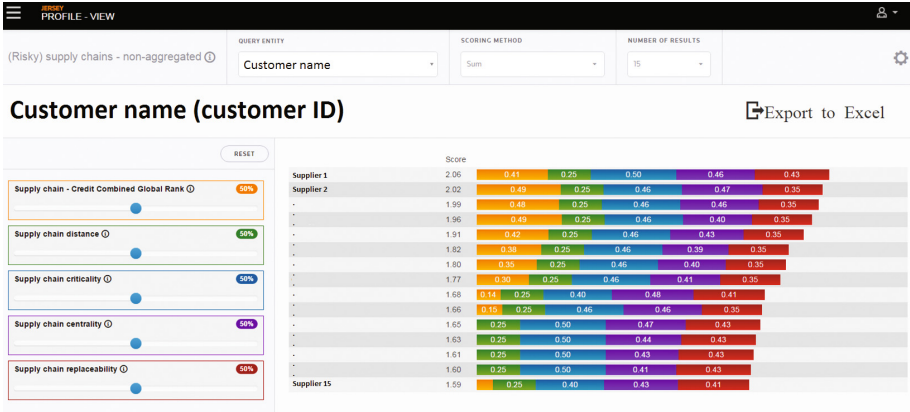 JERSEY
PROFILE - VIEW
(Risky) supply chains - non-aggregated
QUERY ENTITY
Customer name
SCORING METHOD
Sum
NUMBER OF RESULTS
15
Customer name (customer ID)
Export to Excel
RESET
Supply chain - Credit Combined Global Rank 50%
Supply chain distance 50%
Supply chain criticality 50%
Supply chain centrality 50%
Supply chain replaceability 50%
Score
Supplier 1 2.06 0.41 0.25 0.50 0.46 0.43
Supplier 2 2.02 0.49 0.25 0.46 0.47 0.35
. 1.99 0.48 0.25 0.46 0.46 0.35
. 1.96 0.49 0.25 0.46 0.40 0.35
. 1.91 0.42 0.25 0.46 0.43 0.35
. 1.82 0.38 0.25 0.46 0.39 0.35
. 1.80 0.35 0.25 0.46 0.40 0.35
. 1.77 0.30 0.25 0.46 0.41 0.35
. 1.68 0.14 0.25 0.40 0.48 0.41
. 1.66 0.15 0.25 0.46 0.46 0.35
. 1.65 0.25 0.50 0.47 0.43
. 1.63 0.25 0.50 0.44 0.43
. 1.61 0.25 0.50 0.43 0.43
. 1.60 0.25 0.50 0.41 0.43
Supplier 15 1.59 0.25 0.40 0.43 0.41